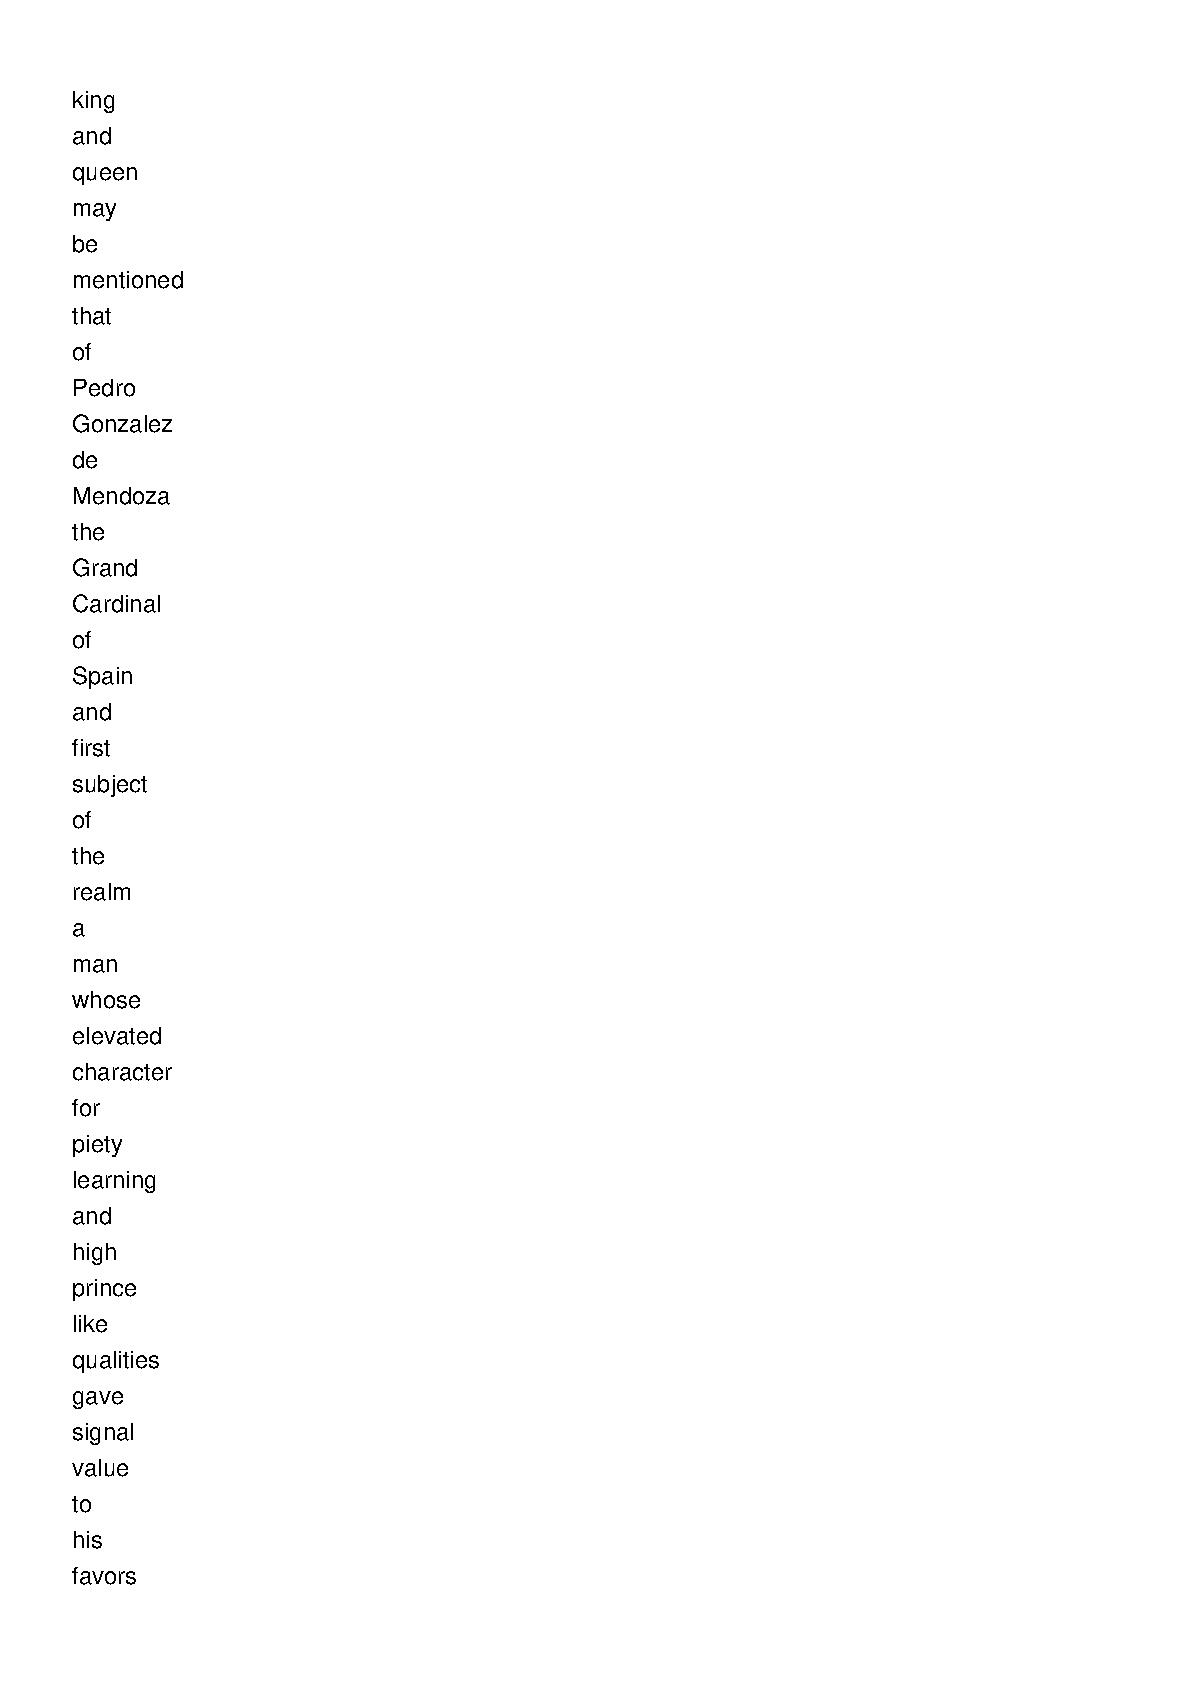 king
and
queen
may
be
mentioned
that
of
Pedro
Gonzalez
de
Mendoza
the
Grand
Cardinal
of
Spain
and
first
subject
of
the
realm
a
man
whose
elevated
character
for
piety
learning
and
high
prince
like
qualities
gave
signal
value
to
his
favors